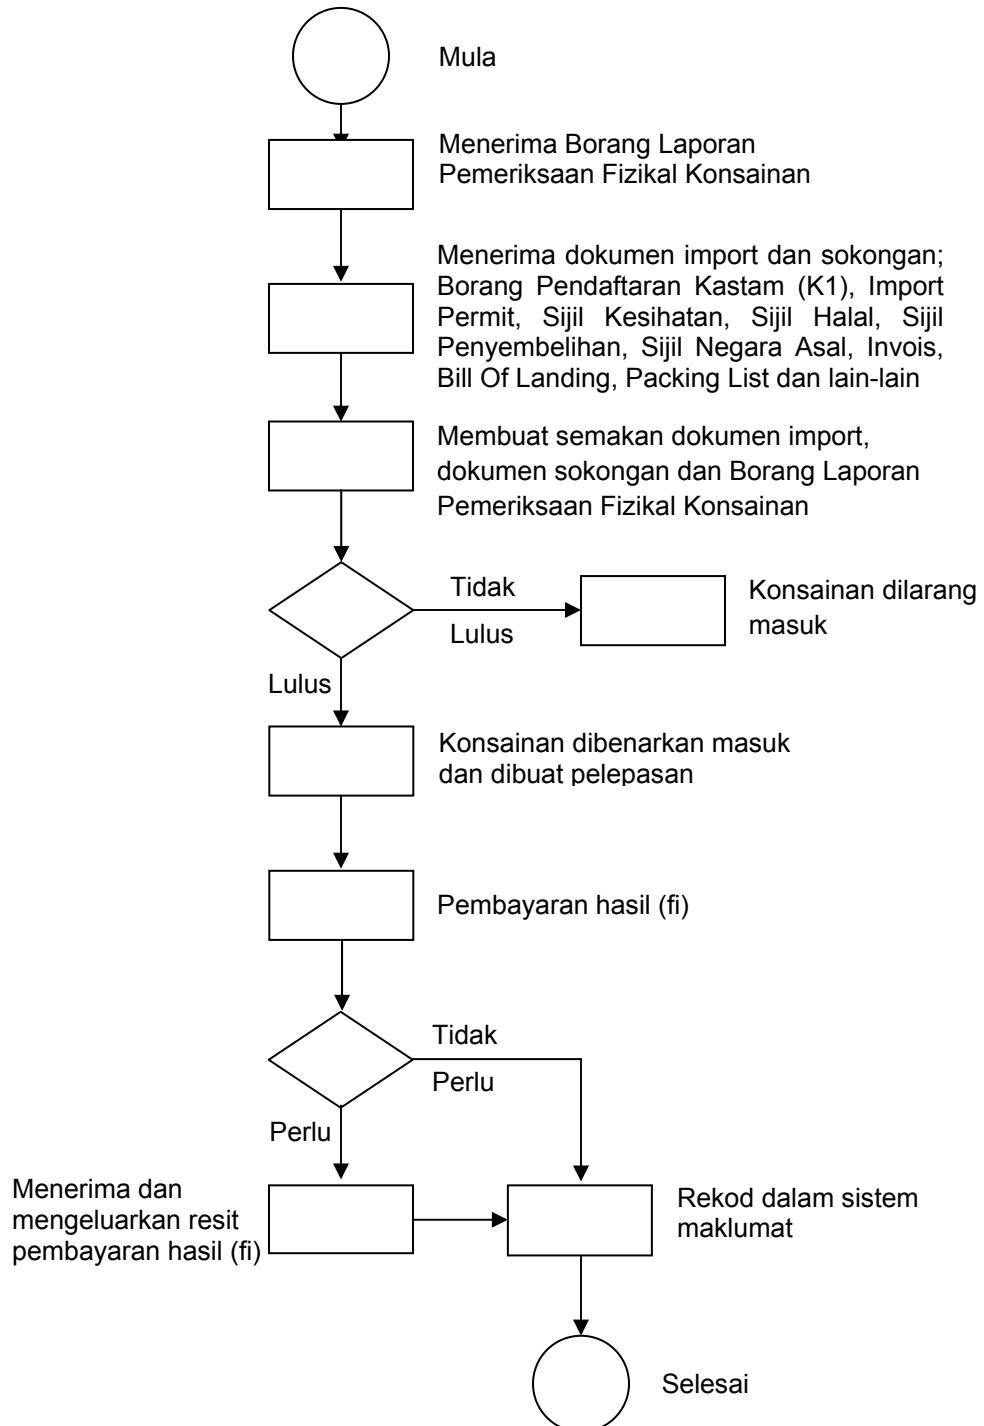 Mula
Menerima Borang Laporan
Pemeriksaan Fizikal Konsainan
Menerima dokumen import dan sokongan;
Borang Pendaftaran Kastam (K1), Import
Permit, Sijil Kesihatan, Sijil Halal, Sijil
Penyembelihan, Sijil Negara Asal, Invois,
Bill Of Landing, Packing List dan lain-lain
Membuat semakan dokumen import,
dokumen sokongan dan Borang Laporan
Pemeriksaan Fizikal Konsainan
Tidak
Lulus
Konsainan dilarang
masuk
Lulus
Konsainan dibenarkan masuk
dan dibuat pelepasan
Pembayaran hasil (fi)
Tidak
Perlu
Perlu
Menerima dan
mengeluarkan resit
pembayaran hasil (fi)
Rekod dalam sistem
maklumat
Selesai